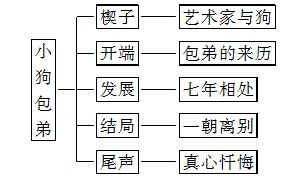 小狗包弟
楔子 艺术家与狗
开端 包弟的来历
发展 七年相处
结局 一朝离别
尾声 真心忏悔